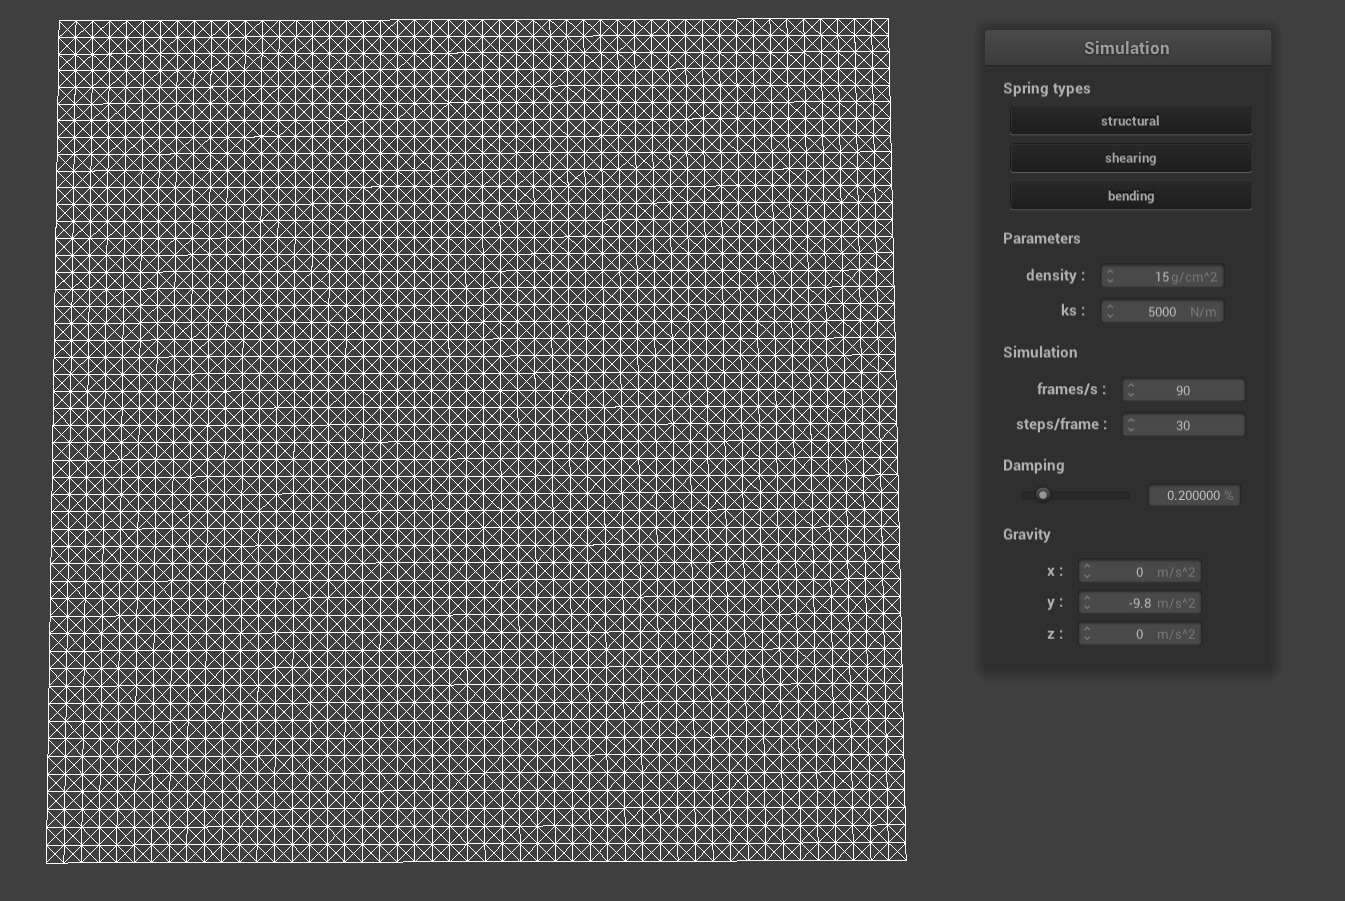 Simulation
Spring types
structural
shearing
bending
Parameters
density : 15 g/cm^2
ks : 5000 N/m
Simulation
frames/s : 90
steps/frame : 30
Damping
0.200000 %
Gravity
x : 0 m/s^2
y : -9.8 m/s^2
z : 0 m/s^2